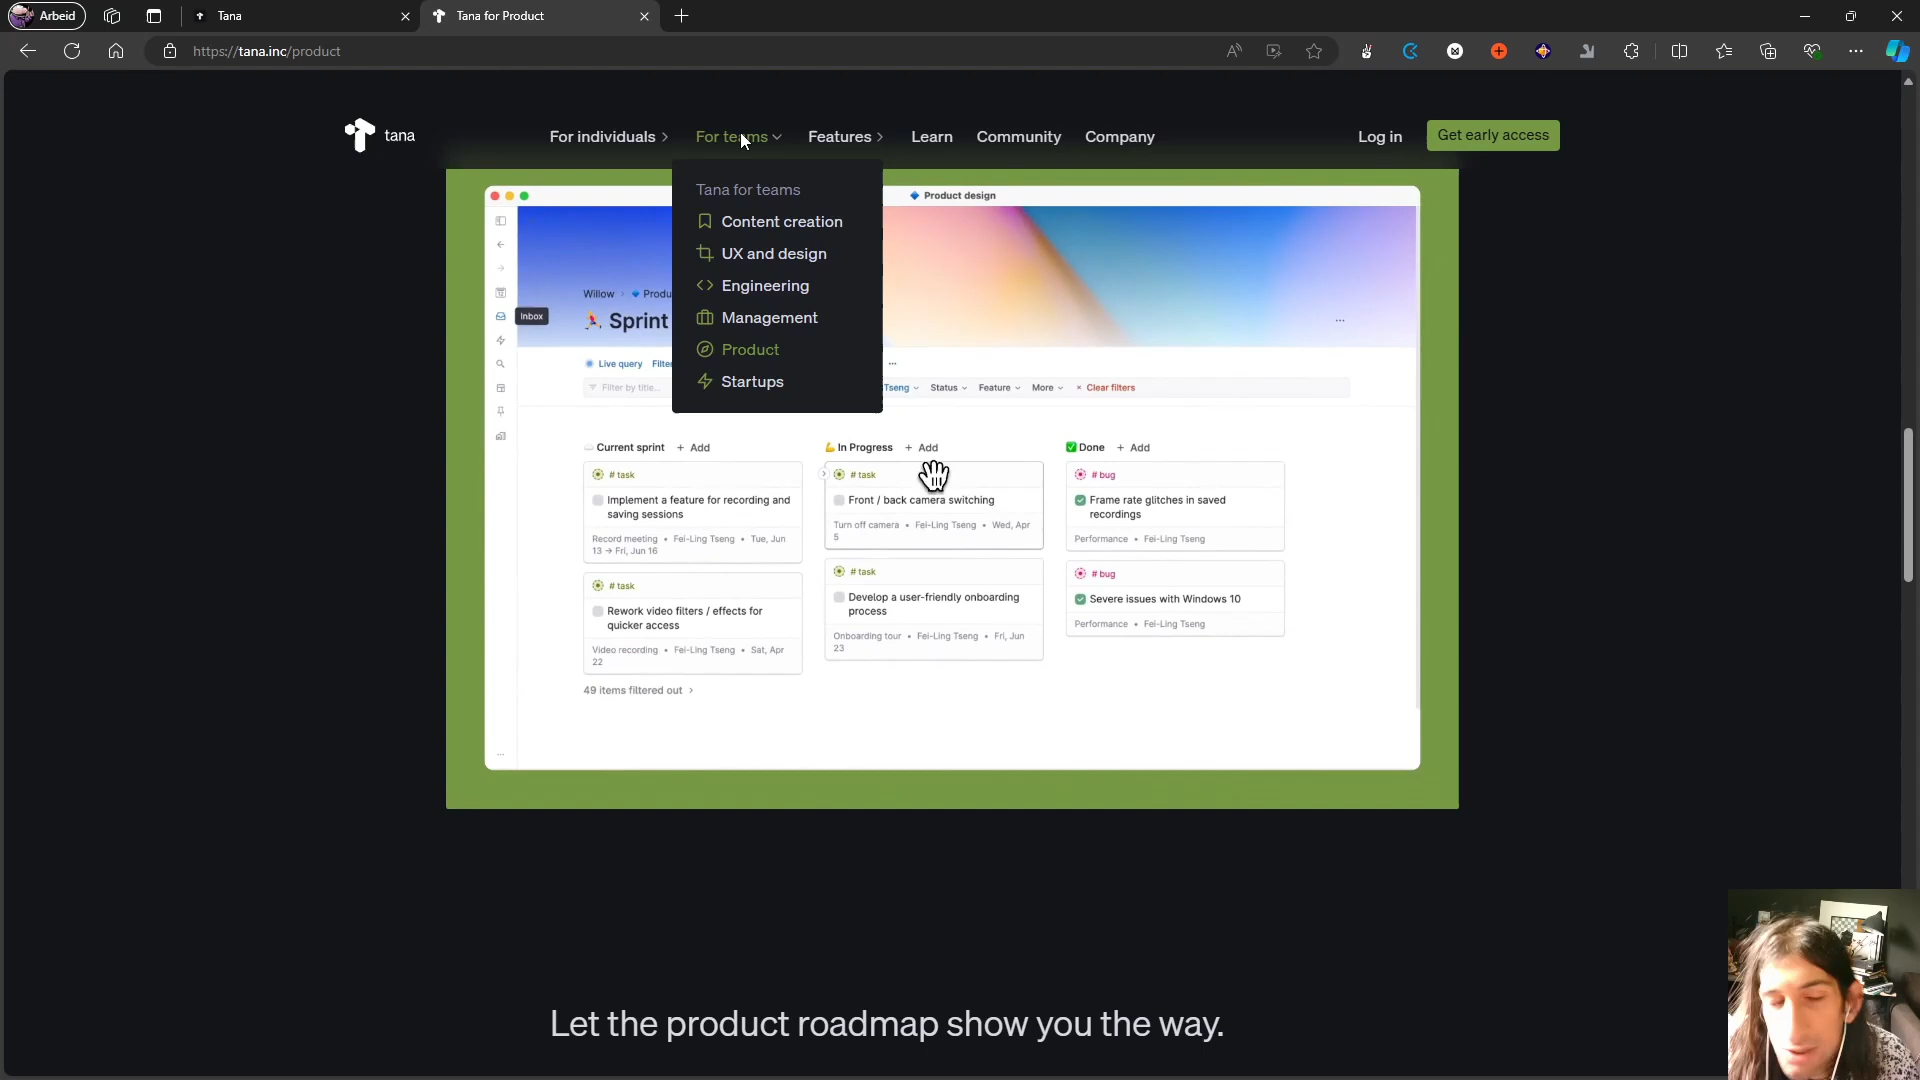 Arbeid
Tana
Tana for Product
https://tana.inc/product
tana
For individuals
For teams
Features
Learn
Community
Company
Log in
Get early access
Tana for teams
Content creation
UX and design
Engineering
Management
Product
Startups
Product design
Willow
Produ
Sprint
Inbox
Live query
Filter
Filter by title...
Tseng
Status
Feature
More
× Clear filters
Current sprint + Add
# task
Implement a feature for recording and
saving sessions
Record meeting • Fei-Ling Tseng • Tue, Jun
13 → Fri, Jun 16
# task
Rework video filters / effects for
quicker access
Video recording • Fei-Ling Tseng • Sat, Apr
22
49 items filtered out
In Progress + Add
# task
Front / back camera switching
Turn off camera • Fei-Ling Tseng • Wed, Apr
5
# task
Develop a user-friendly onboarding
process
Onboarding tour • Fei-Ling Tseng • Fri, Jun
23
Done + Add
# bug
Frame rate glitches in saved
recordings
Performance • Fei-Ling Tseng
# bug
Severe issues with Windows 10
Performance • Fei-Ling Tseng
Let the product roadmap show you the way.